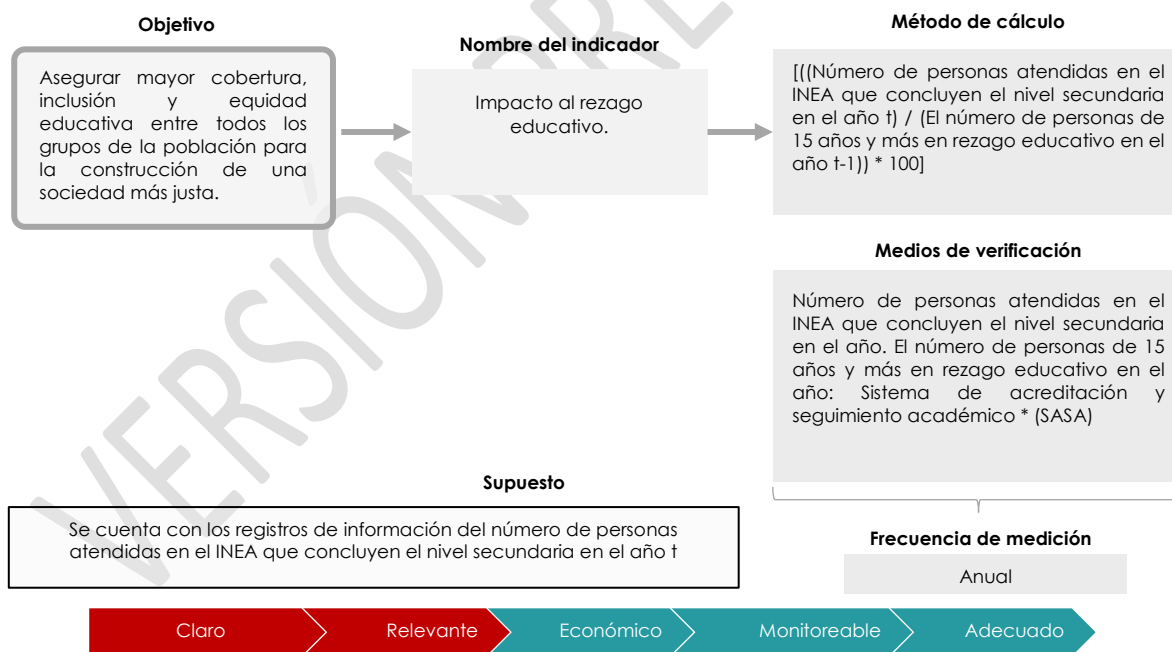 Objetivo
Asegurar mayor cobertura,
inclusión y equidad
educativa entre todos los
grupos de la población para
la construcción de una
sociedad más justa.
Nombre del indicador
Impacto al rezago
educativo.
Método de cálculo
[((Número de personas atendidas en el
INEA que concluyen el nivel secundaria
en el año t) / (El número de personas de
15 años y más en rezago educativo en el
año t-1)) * 100]
Medios de verificación
Número de personas atendidas en el
INEA que concluyen el nivel secundaria
en el año. El número de personas de 15
años y más en rezago educativo en el
año: Sistema de acreditación y
seguimiento académico * (SASA)
Supuesto
Se cuenta con los registros de información del número de personas
atendidas en el INEA que concluyen el nivel secundaria en el año t
Frecuencia de medición
Anual
Claro Relevante Económico Monitoreable Adecuado
VERSIÓN PRE